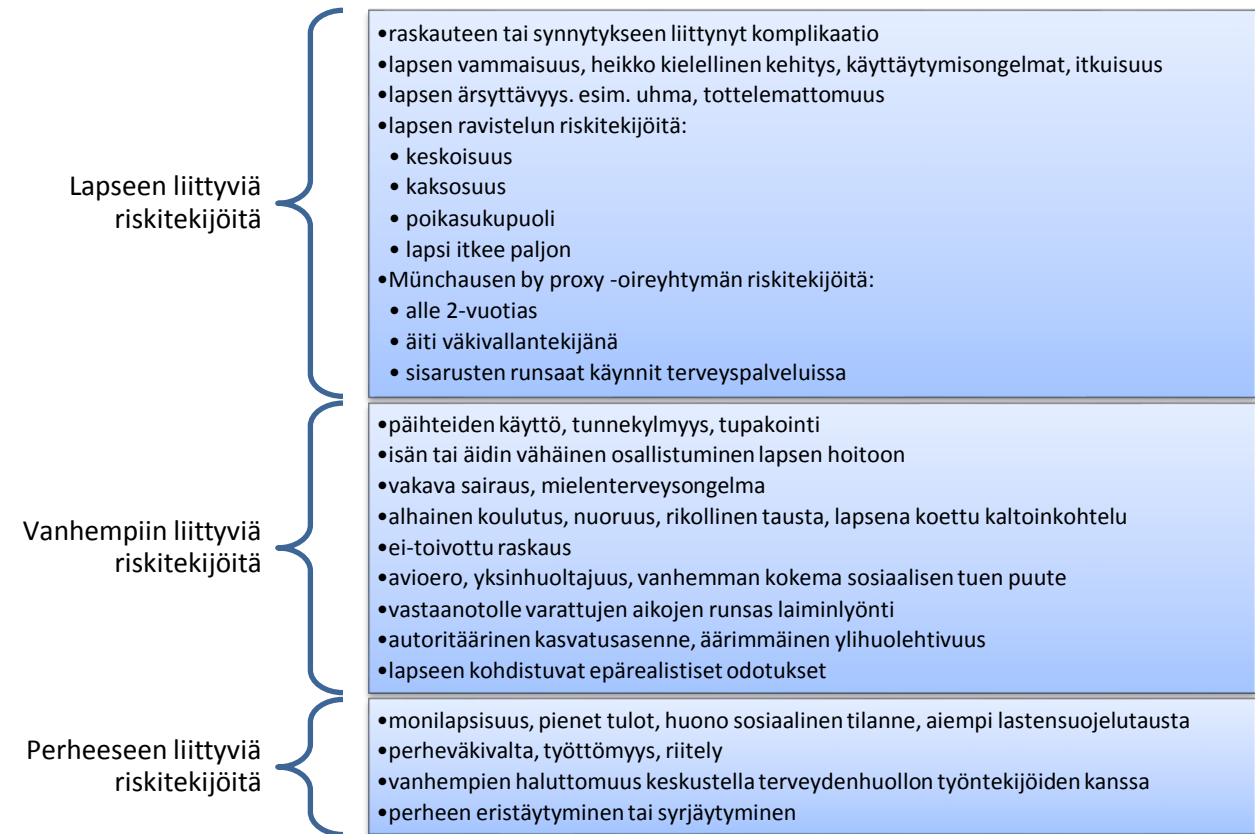 Lapseen liittyviä
riskitekijöitä
•raskauteen tai synnytykseen liittynyt komplikaatio
•lapsen vammaisuus, heikko kielellinen kehitys, käyttäytymisongelmat, itkuisuus
•lapsen ärsyttävyys. esim. uhma, tottelemattomuus
•lapsen ravistelun riskitekijöitä:
• keskoisuus
• kaksosuus
• poikasukupuoli
• lapsi itkee paljon
•Münchausen by proxy -oireyhtymän riskitekijöitä:
• alle 2-vuotias
• äiti väkivallantekijänä
• sisarusten runsaat käynnit terveyspalveluissa
Vanhempiin liittyviä
riskitekijöitä
•päihteiden käyttö, tunnekylmyys, tupakointi
•isän tai äidin vähäinen osallistuminen lapsen hoitoon
•vakava sairaus, mielenterveysongelma
•alhainen koulutus, nuoruus, rikollinen tausta, lapsena koettu kaltoinkohtelu
•ei-toivottu raskaus
•avioero, yksinhuoltajuus, vanhemman kokema sosiaalisen tuen puute
•vastaanotolle varattujen aikojen runsas laiminlyönti
•autoritäärinen kasvatusasenne, äärimmäinen ylihuolehtivuus
•lapseen kohdistuvat epärealistiset odotukset
Perheeseen liittyviä
riskitekijöitä
•monilapsisuus, pienet tulot, huono sosiaalinen tilanne, aiempi lastensuojelutausta
•perheväkivalta, työttömyys, riitely
•vanhempien haluttomuus keskustella terveydenhuollon työntekijöiden kanssa
•perheen eristäytyminen tai syrjäytyminen